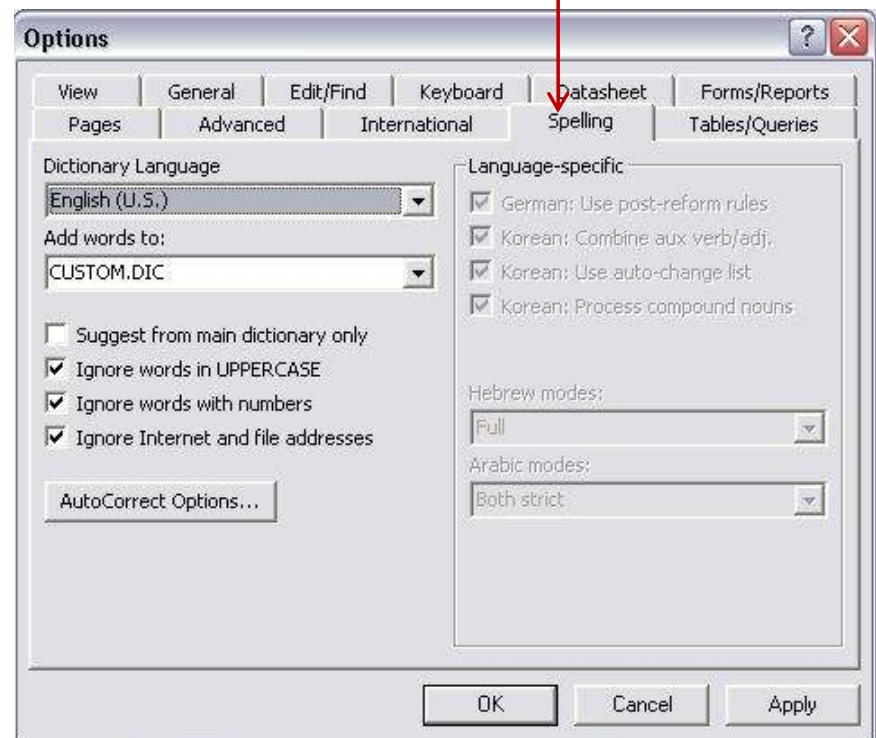 Options
View General Edit/Find Keyboard Datasheet Forms/Reports
Pages Advanced International Spelling Tables/Queries
Dictionary Language
English (U.S.)
Add words to:
CUSTOM.DIC
Suggest from main dictionary only
Ignore words in UPPERCASE
Ignore words with numbers
Ignore Internet and file addresses
AutoCorrect Options...
Language-specific
German: Use post-reform rules
Korean: Combine aux verb/adj.
Korean: Use auto-change list
Korean: Process compound nouns
Hebrew modes:
Full
Arabic modes:
Both strict
OK Cancel Apply